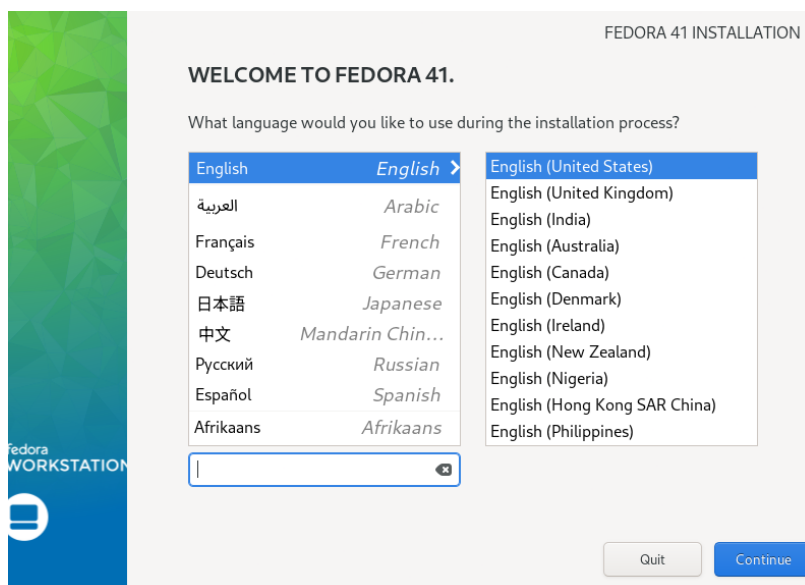 FEDORA 41 INSTALLATION
WELCOME TO FEDORA 41.
What language would you like to use during the installation process?
English English
العربية Arabic
Français French
Deutsch German
日本語 Japanese
中文 Mandarin Chin...
Русский Russian
Español Spanish
Afrikaans Afrikaans
English (United States)
English (United Kingdom)
English (India)
English (Australia)
English (Canada)
English (Denmark)
English (Ireland)
English (New Zealand)
English (Nigeria)
English (Hong Kong SAR China)
English (Philippines)
fedora
WORKSTATION
Quit Continue